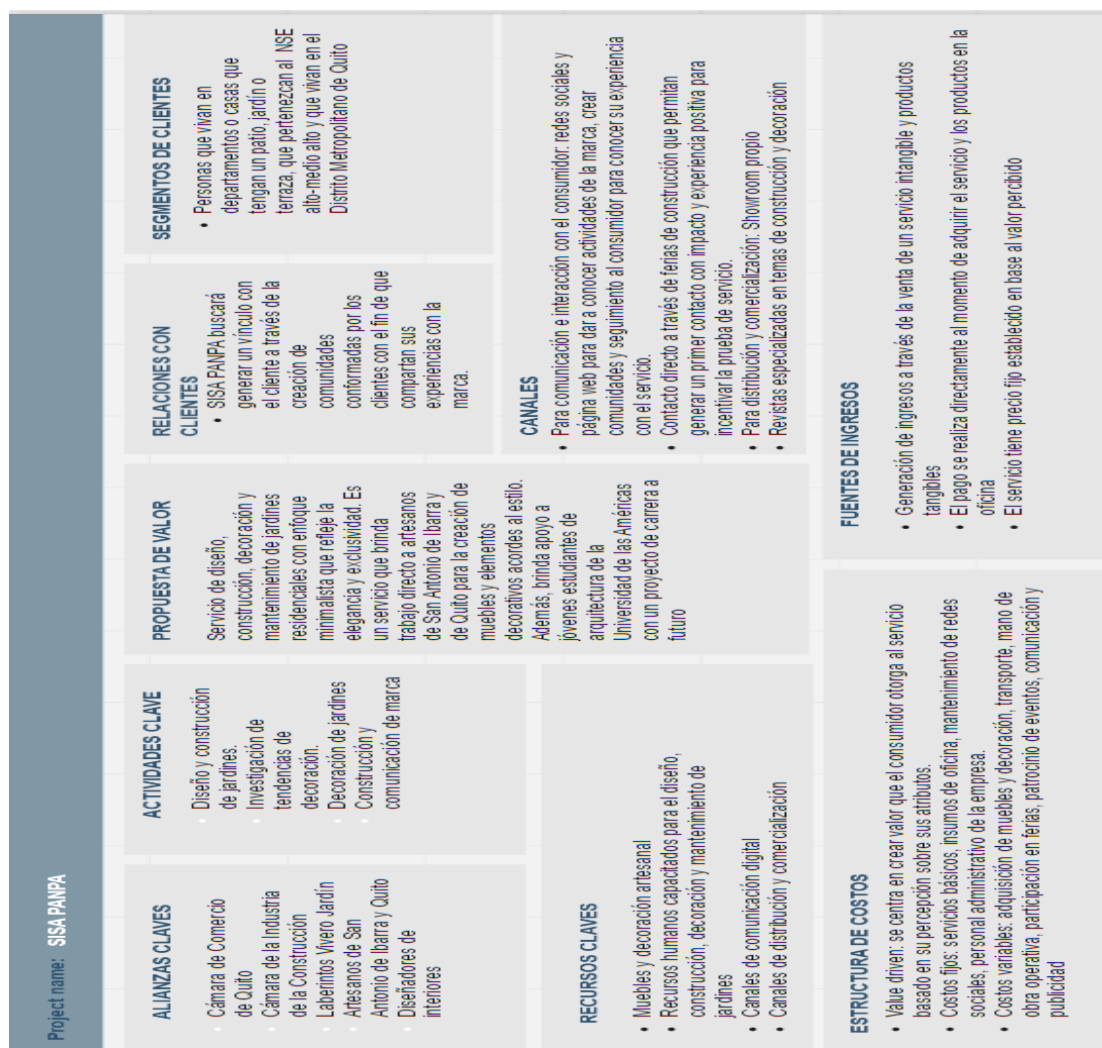 Project name: SISA PANPA
ALIANZAS CLAVES
• Cámara de Comercio
de Quito
• Cámara de la Industria
de la Construcción
• Laberintos Vivero Jardín
• Artesanos de San
Antonio de Ibarra y Quito
• Diseñadores de
interiores
ACTIVIDADES CLAVE
• Diseño y construcción
de jardines.
• Investigación de
tendencias de
decoración.
• Decoración de jardines
• Construcción y
comunicación de marca
RECURSOS CLAVES
• Muebles y decoración artesanal
• Recursos humanos capacitados para el diseño,
construcción, decoración y mantenimiento de
jardines
• Canales de comunicación digital
• Canales de distribución y comercialización
PROPUESTA DE VALOR
Servicio de diseño,
construcción, decoración y
mantenimiento de jardines
residenciales con enfoque
minimalista que refleje la
elegancia y exclusividad. Es
un servicio que brinda
trabajo directo a artesanos
de San Antonio de Ibarra y
de Quito para la creación de
muebles y elementos
decorativos acordes al estilo.
Además, brinda apoyo a
jóvenes estudiantes de
arquitectura de la
Universidad de las Américas
con un proyecto de carrera a
futuro
RELACIONES CON
CLIENTES
• SISA PANPA buscará
generar un vínculo con
el cliente a través de la
creación de
comunidades
conformadas por los
clientes con el fin de que
compartan sus
experiencias con la
marca.
SEGMENTOS DE CLIENTES
• Personas que vivan en
departamentos o casas que
tengan un patio, jardín o
terraza, que pertenezcan al NSE
alto-medio alto y que vivan en el
Distrito Metropolitano de Quito
CANALES
• Para comunicación e interacción con el consumidor: redes sociales y
página web para dar a conocer actividades de la marca, crear
comunidades y seguimiento al consumidor para conocer su experiencia
con el servicio.
• Contacto directo a través de ferias de construcción que permitan
generar un primer contacto con impacto y experiencia positiva para
incentivar la prueba de servicio.
• Para distribución y comercialización: Showroom propio
• Revistas especializadas en temas de construcción y decoración
ESTRUCTURA DE COSTOS
• Value driven: se centra en crear valor que el consumidor otorga al servicio
basado en su percepción sobre sus atributos.
• Costos fijos: servicios básicos, insumos de oficina, mantenimiento de redes
sociales, personal administrativo de la empresa.
• Costos variables: adquisición de muebles y decoración, transporte, mano de
obra operativa, participación en ferias, patrocinio de eventos, comunicación y
publicidad
FUENTES DE INGRESOS
• Generación de ingresos a través de la venta de un servicio intangible y productos
tangibles
• El pago se realiza directamente al momento de adquirir el servicio y los productos en la
oficina
• El servicio tiene precio fijo establecido en base al valor percibido